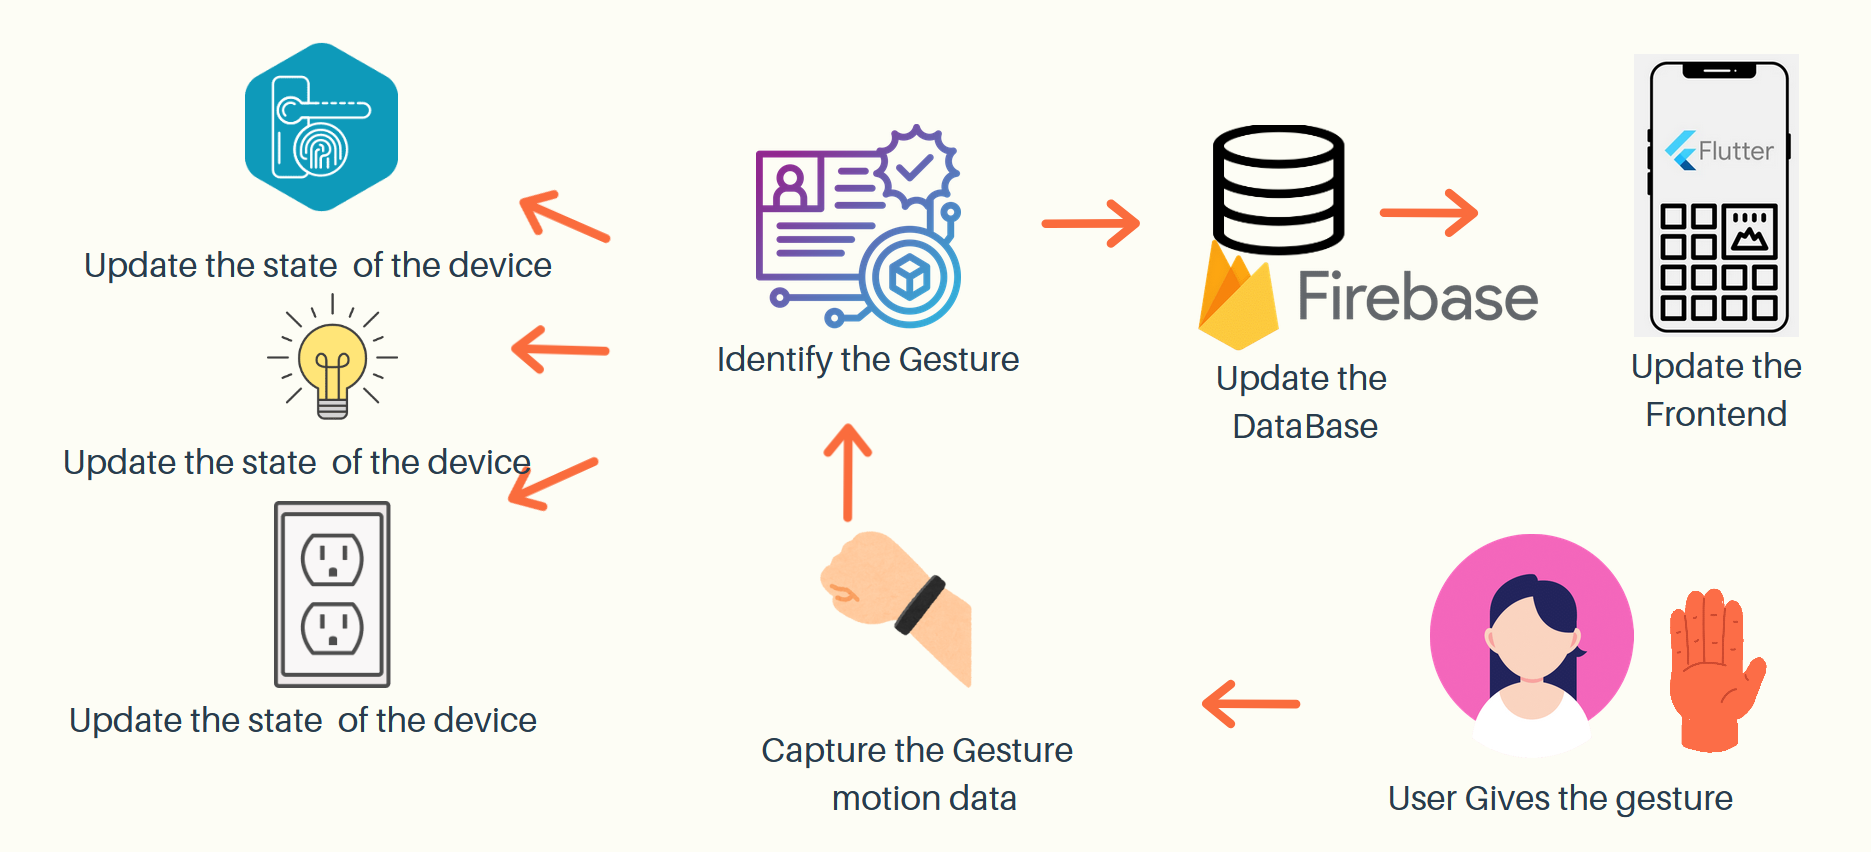 Update the state  of the device
Update the state  of the device
Update the state  of the device
Identify the Gesture
Firebase
Update the
DataBase
Flutter
Update the
Frontend
Capture the Gesture
motion data
User Gives the gesture